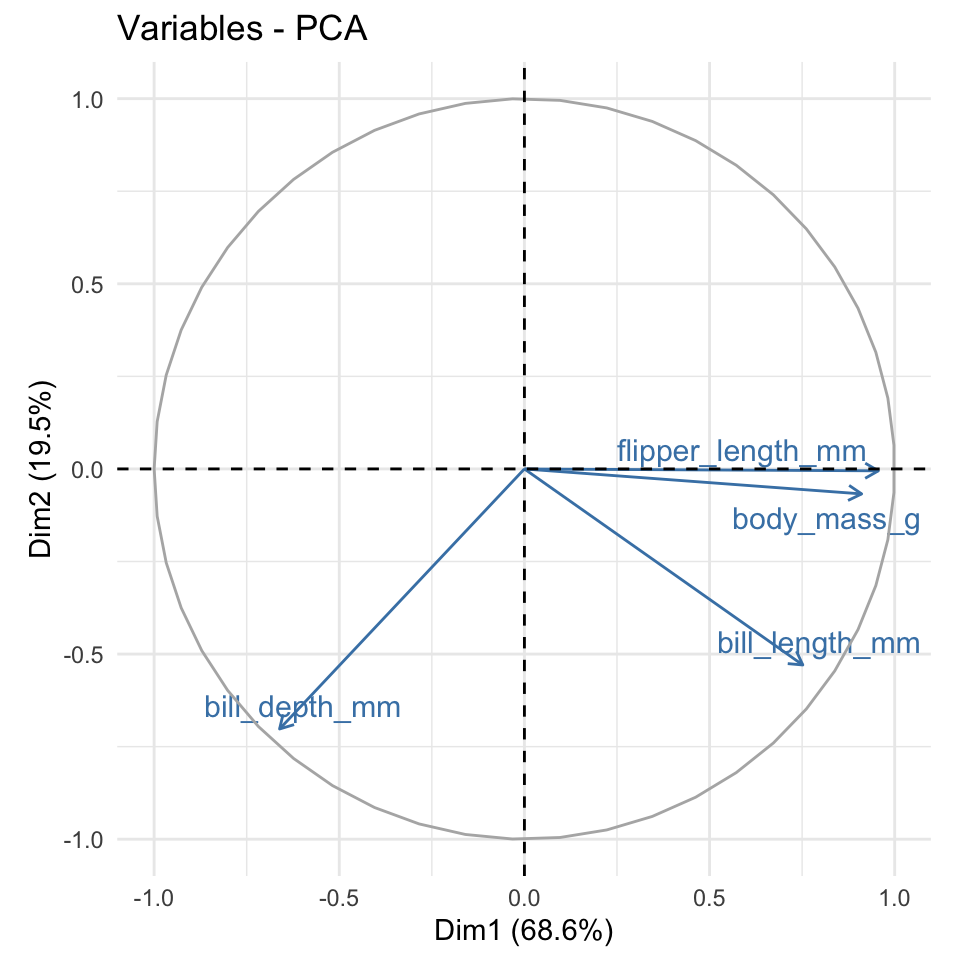 Variables - PCA
1.0
0.5
0.0
-0.5
-1.0
Dim2 (19.5%)
flipper_length_mm
body_mass_g
bill_length_mm
bill_depth_mm
-1.0
-0.5
0.0
0.5
1.0
Dim1 (68.6%)